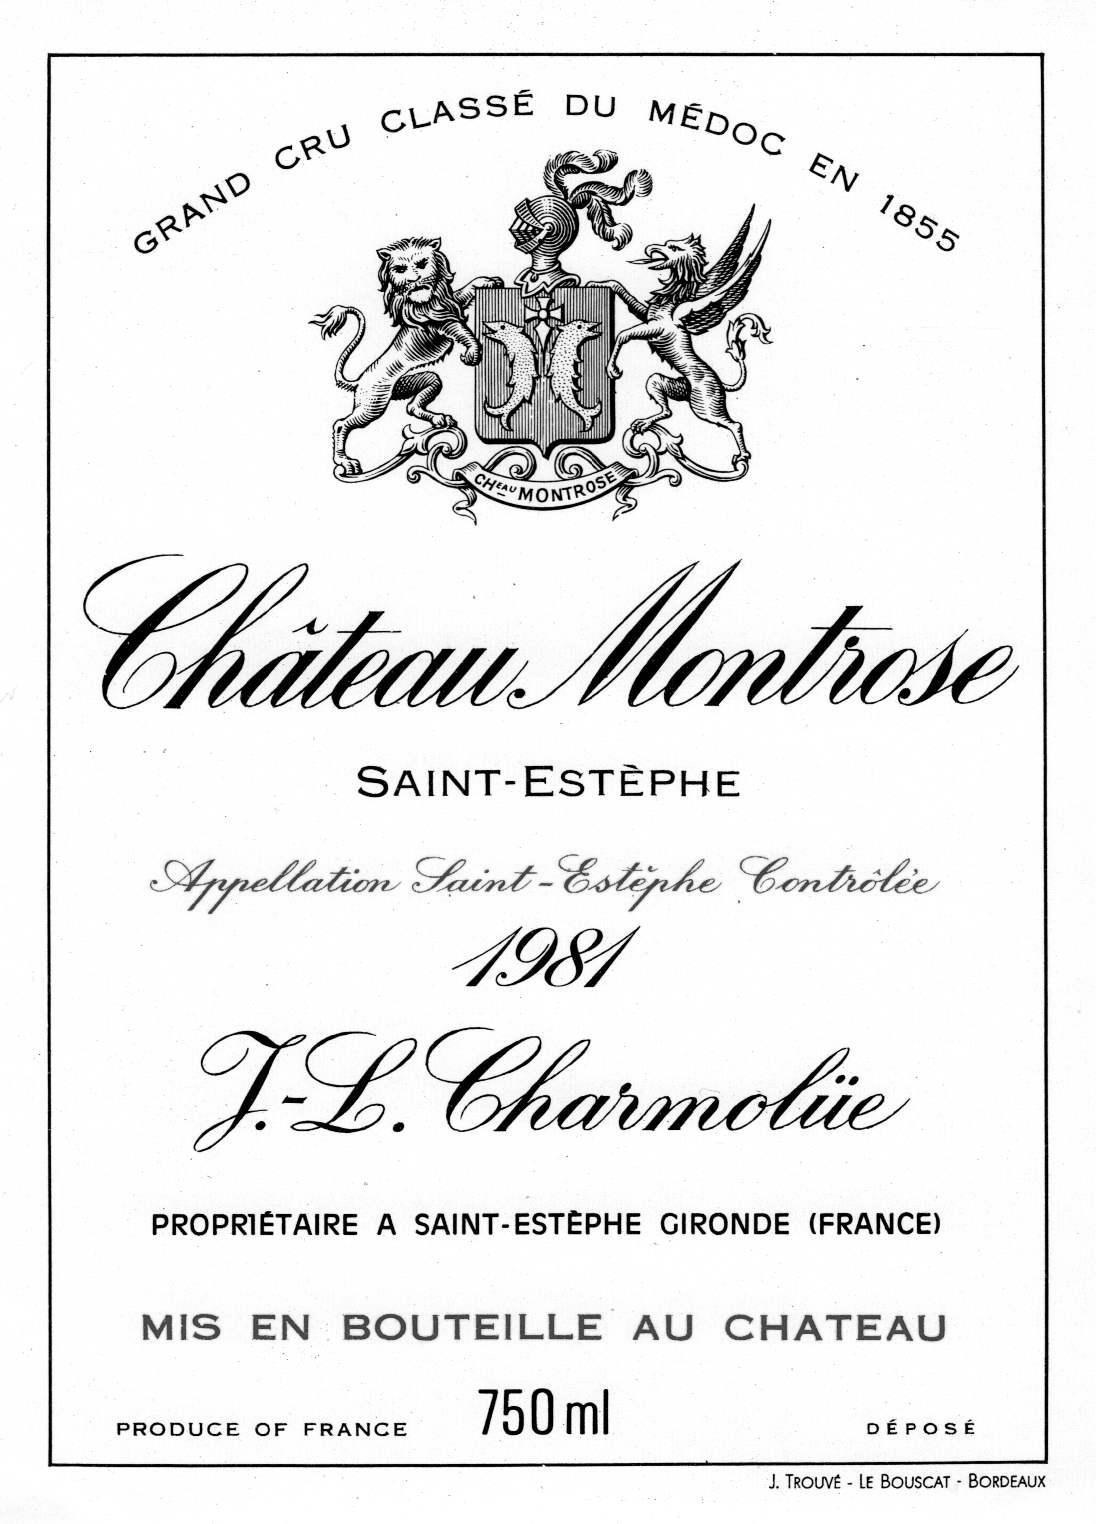 GRAND CRU CLASSÉ DU MÉDOC EN 1855
CHEAU MONTROSE
Château Montrose
SAINT-ESTÈPHE
Appellation Saint-Estèphe Contrôlée
1981
J.-L. Charmolüe
PROPRIÉTAIRE A SAINT-ESTÈPHE GIRONDE (FRANCE)
MIS EN BOUTEILLE AU CHATEAU
PRODUCE OF FRANCE 750 ml DÉPOSÉ
J. TROUVÉ - LE BOUSCAT - BORDEAUX